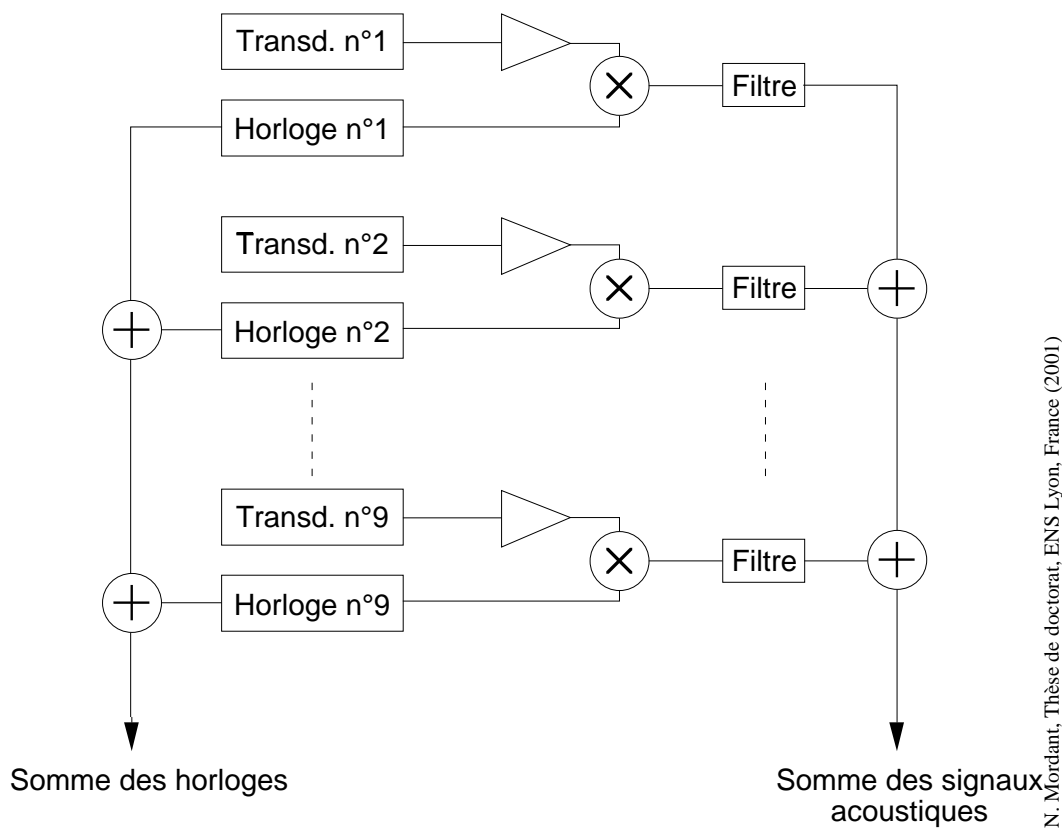 Transd. n°1
Horloge n°1
Filtre
Transd. n°2
Horloge n°2
Filtre
Transd. n°9
Horloge n°9
Filtre
Somme des horloges
Somme des signaux
acoustiques
N. Mordant, Thèse de doctorat, ENS Lyon, France (2001)